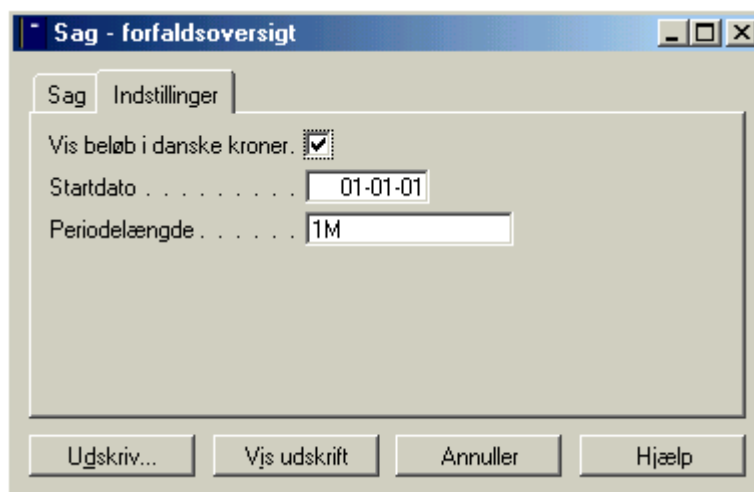 Sag - forfaldsoversigt
Sag Indstillinger
Vis beløb i danske kroner.
Startdato . . . . . . . . . 01-01-01
Periodelængde . . . . . . 1M
Udskriv... Vis udskrift Annuller Hjælp